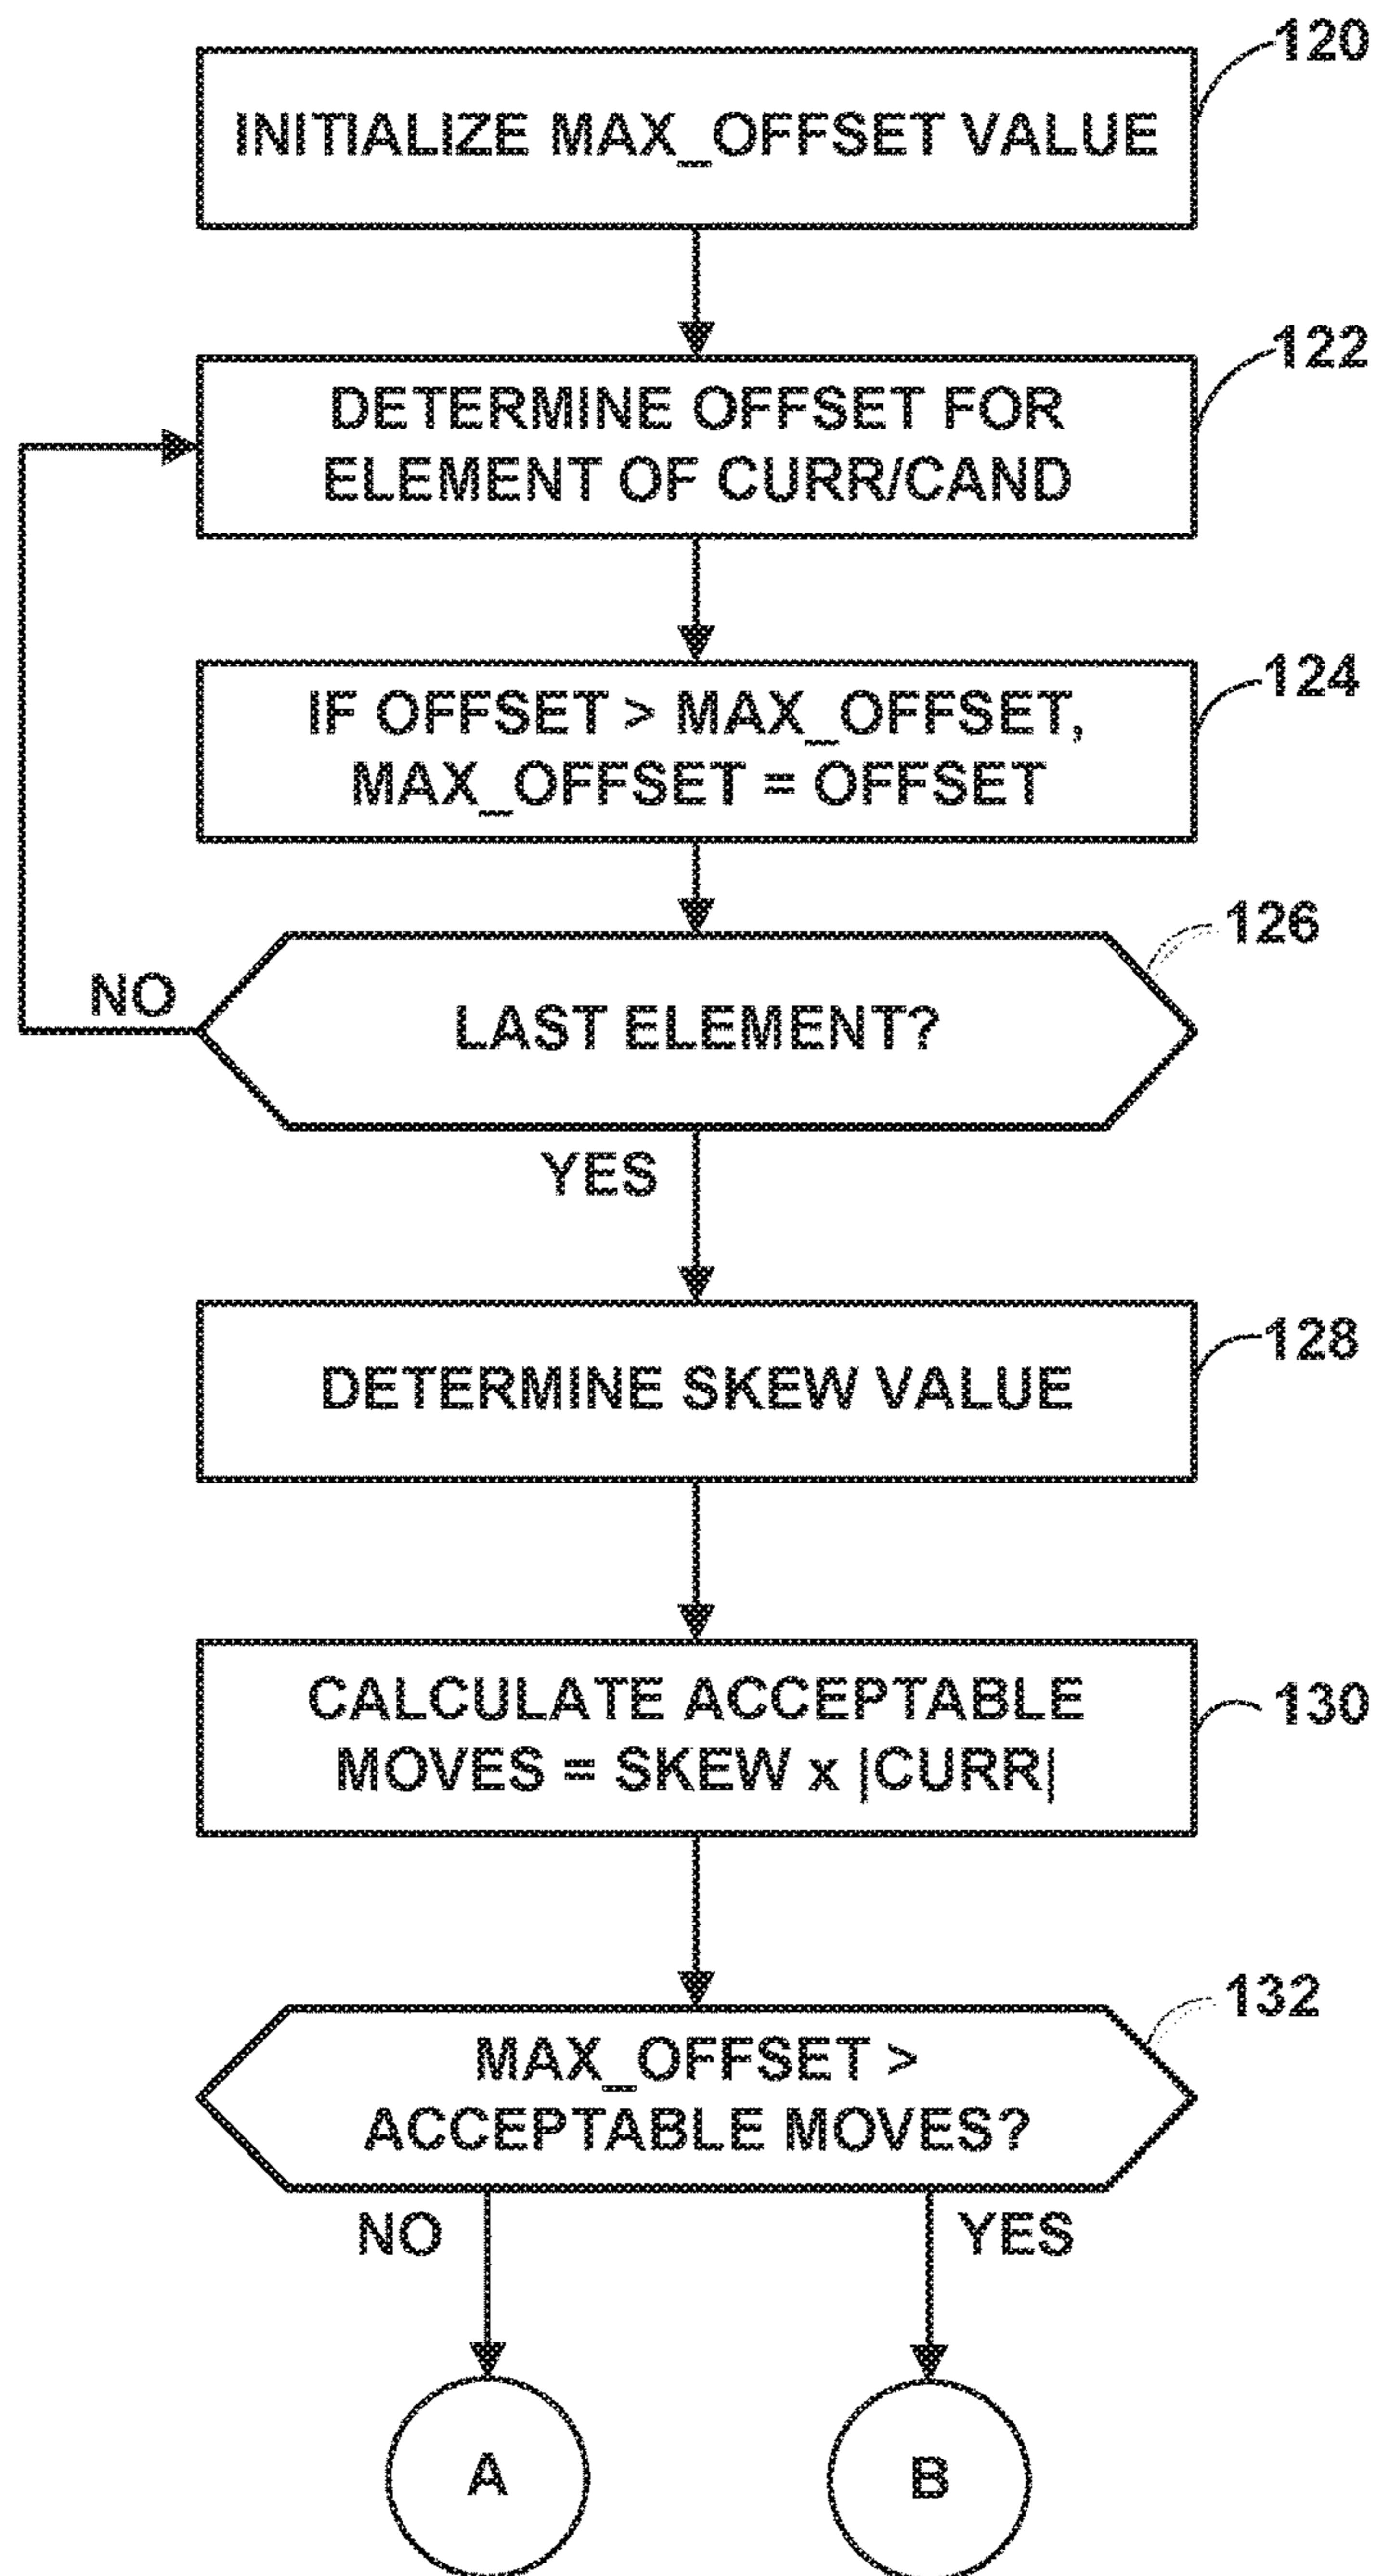 120
INITIALIZE MAX_OFFSET VALUE
122
DETERMINE OFFSET FOR
ELEMENT OF CURR/CAND
124
IF OFFSET > MAX_OFFSET,
MAX_OFFSET = OFFSET
126
NO
LAST ELEMENT?
YES
128
DETERMINE SKEW VALUE
130
CALCULATE ACCEPTABLE
MOVES = SKEW x |CURR|
132
MAX_OFFSET >
ACCEPTABLE MOVES?
NO
YES
A
B